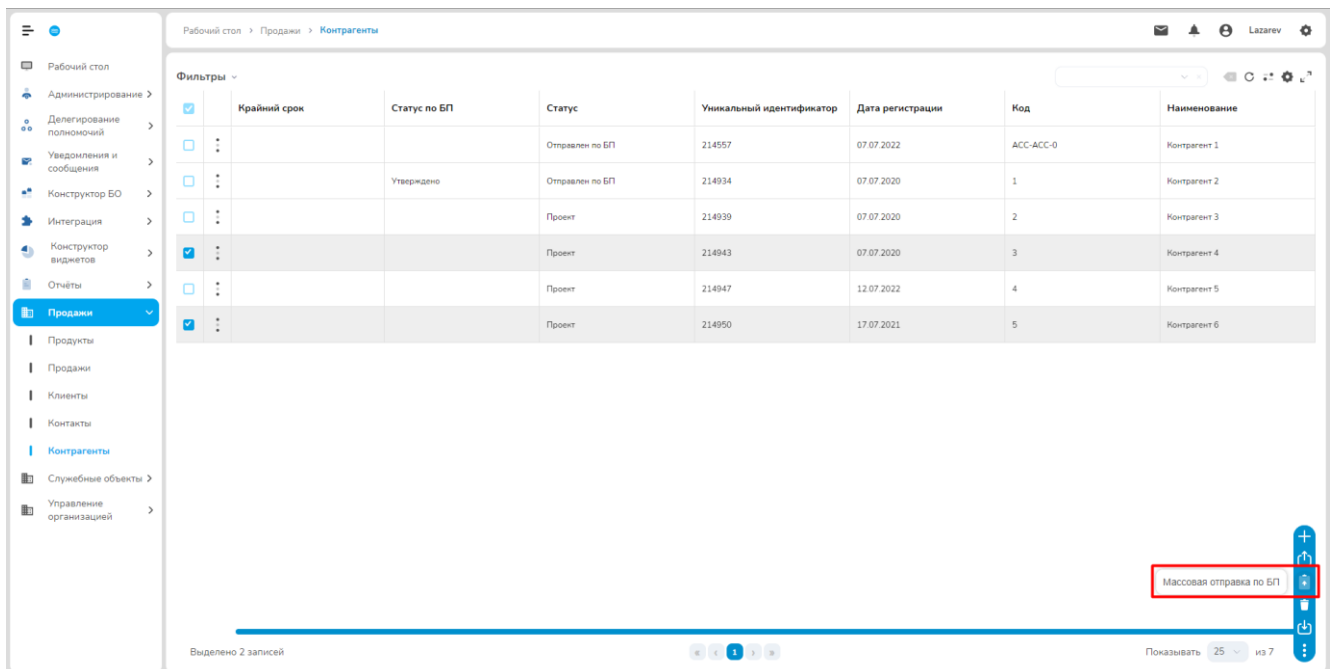 Рабочий стол > Продажи > Контрагенты
Lazarev
Рабочий стол
Администрирование
Делегирование
полномочий
Уведомления и
сообщения
Конструктор БО
Интеграция
Конструктор
виджетов
Отчёты
Продажи
Продукты
Продажи
Клиенты
Контакты
Контрагенты
Служебные объекты
Управление
организацией
Фильтры
Крайний срок Статус по БП Статус Уникальный идентификатор Дата регистрации Код Наименование
Отправлен по БП 214557 07.07.2022 ACC-ACC-0 Контрагент 1
Утверждено Отправлен по БП 214934 07.07.2020 1 Контрагент 2
Проект 214939 07.07.2020 2 Контрагент 3
Проект 214943 07.07.2020 3 Контрагент 4
Проект 214947 12.07.2022 4 Контрагент 5
Проект 214950 17.07.2021 5 Контрагент 6
Массовая отправка по БП
Выделено 2 записей « ‹ 1 › » Показывать 25 из 7